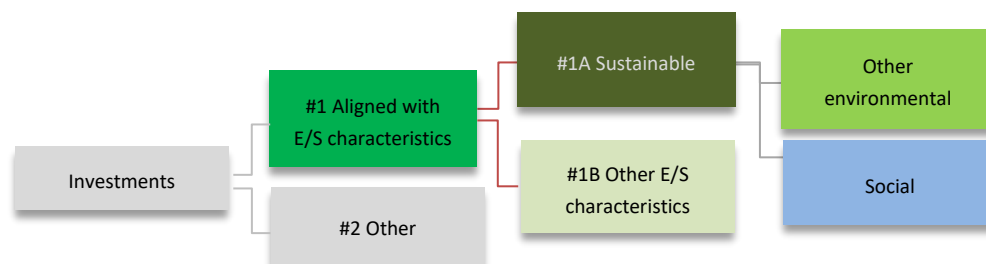 Investments
#1 Aligned with
E/S characteristics
#2 Other
#1A Sustainable
#1B Other E/S
characteristics
Other
environmental
Social